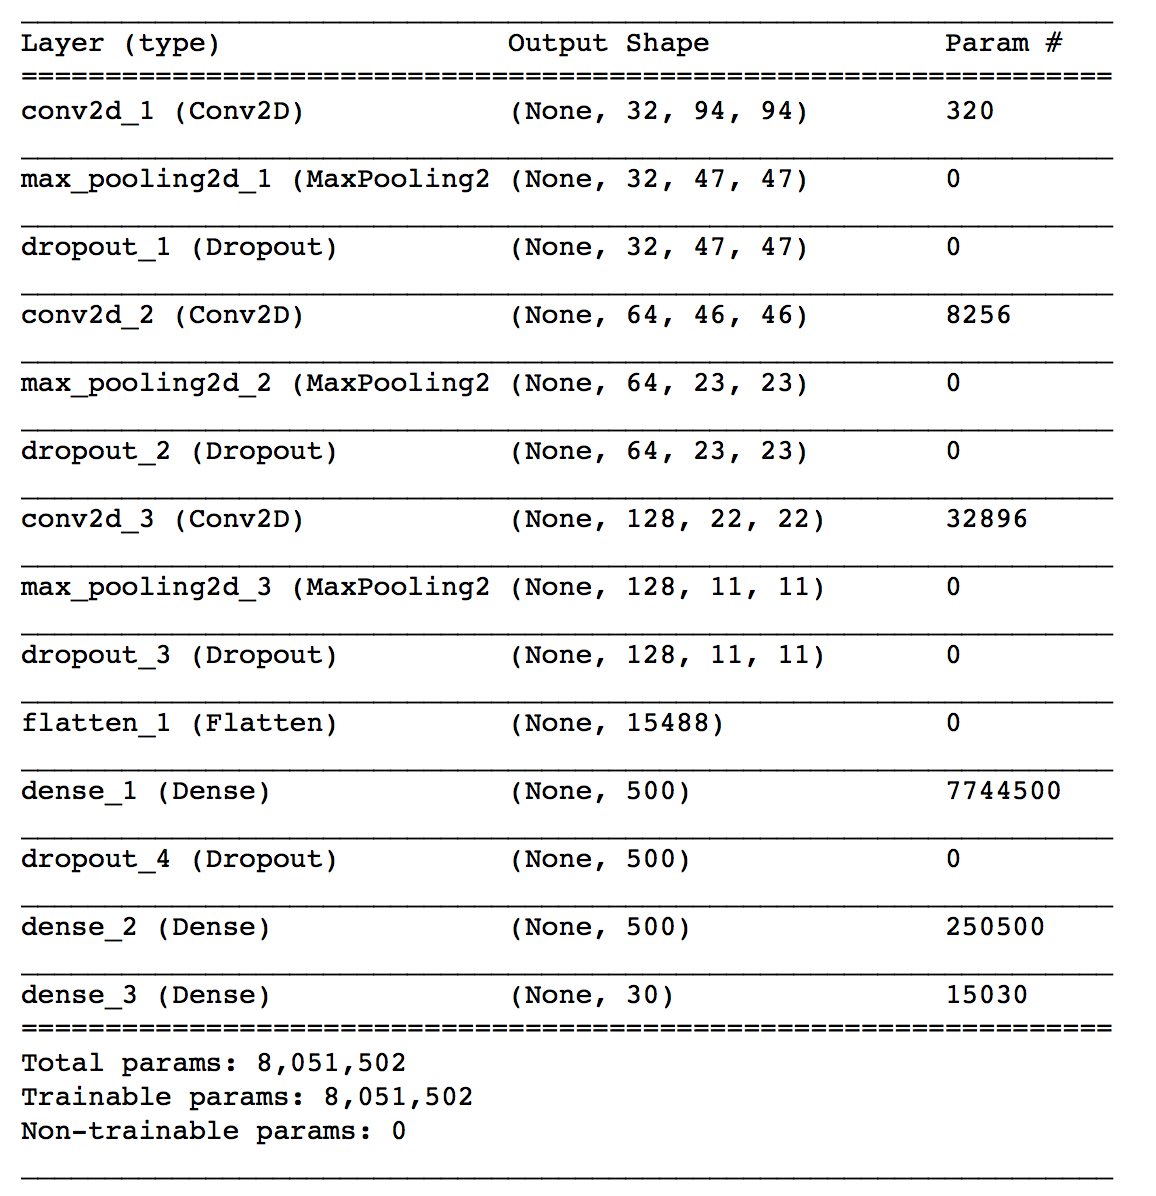 Layer (type) Output Shape Param #
=================================================================
conv2d_1 (Conv2D) (None, 32, 94, 94) 320
max_pooling2d_1 (MaxPooling2 (None, 32, 47, 47) 0
dropout_1 (Dropout) (None, 32, 47, 47) 0
conv2d_2 (Conv2D) (None, 64, 46, 46) 8256
max_pooling2d_2 (MaxPooling2 (None, 64, 23, 23) 0
dropout_2 (Dropout) (None, 64, 23, 23) 0
conv2d_3 (Conv2D) (None, 128, 22, 22) 32896
max_pooling2d_3 (MaxPooling2 (None, 128, 11, 11) 0
dropout_3 (Dropout) (None, 128, 11, 11) 0
flatten_1 (Flatten) (None, 15488) 0
dense_1 (Dense) (None, 500) 7744500
dropout_4 (Dropout) (None, 500) 0
dense_2 (Dense) (None, 500) 250500
dense_3 (Dense) (None, 30) 15030
=================================================================
Total params: 8,051,502
Trainable params: 8,051,502
Non-trainable params: 0